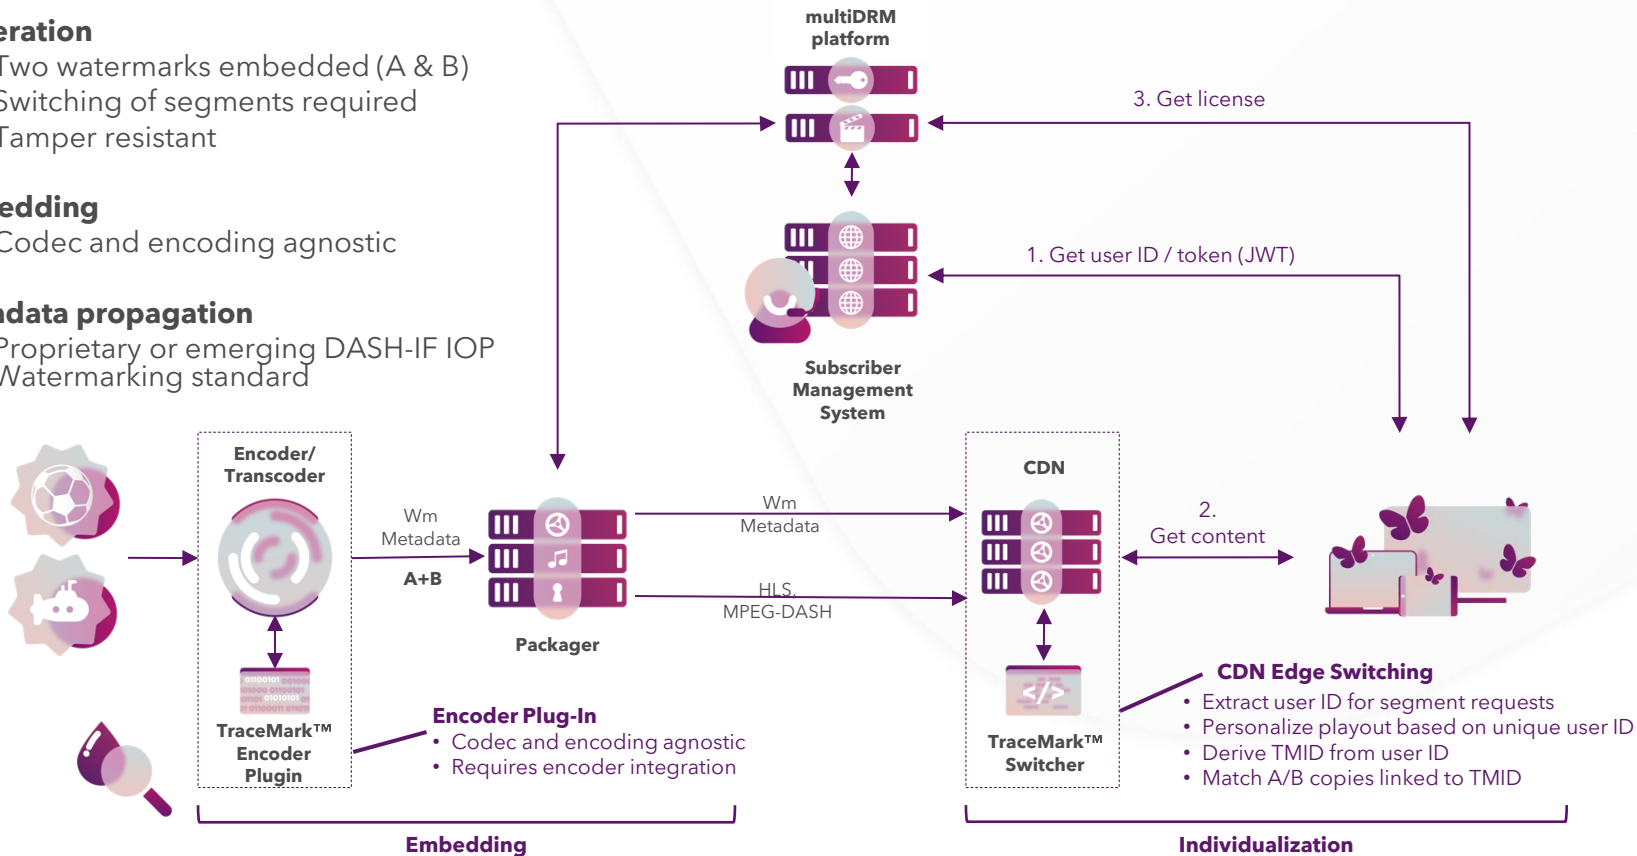 eration
Two watermarks embedded (A & B)
Switching of segments required
Tamper resistant
edding
Codec and encoding agnostic
adata propagation
Proprietary or emerging DASH-IF IOP
Watermarking standard
multiDRM
platform
3. Get license
1. Get user ID / token (JWT)
Subscriber
Management
System
Encoder/
Transcoder
Wm
Metadata
A+B
Packager
Wm
Metadata
HLS,
MPEG-DASH
CDN
2.
Get content
</>
TraceMark™
Encoder
Plugin
Encoder Plug-In
• Codec and encoding agnostic
• Requires encoder integration
TraceMark™
Switcher
CDN Edge Switching
• Extract user ID for segment requests
• Personalize playout based on unique user ID
• Derive TMID from user ID
• Match A/B copies linked to TMID
Embedding
Individualization